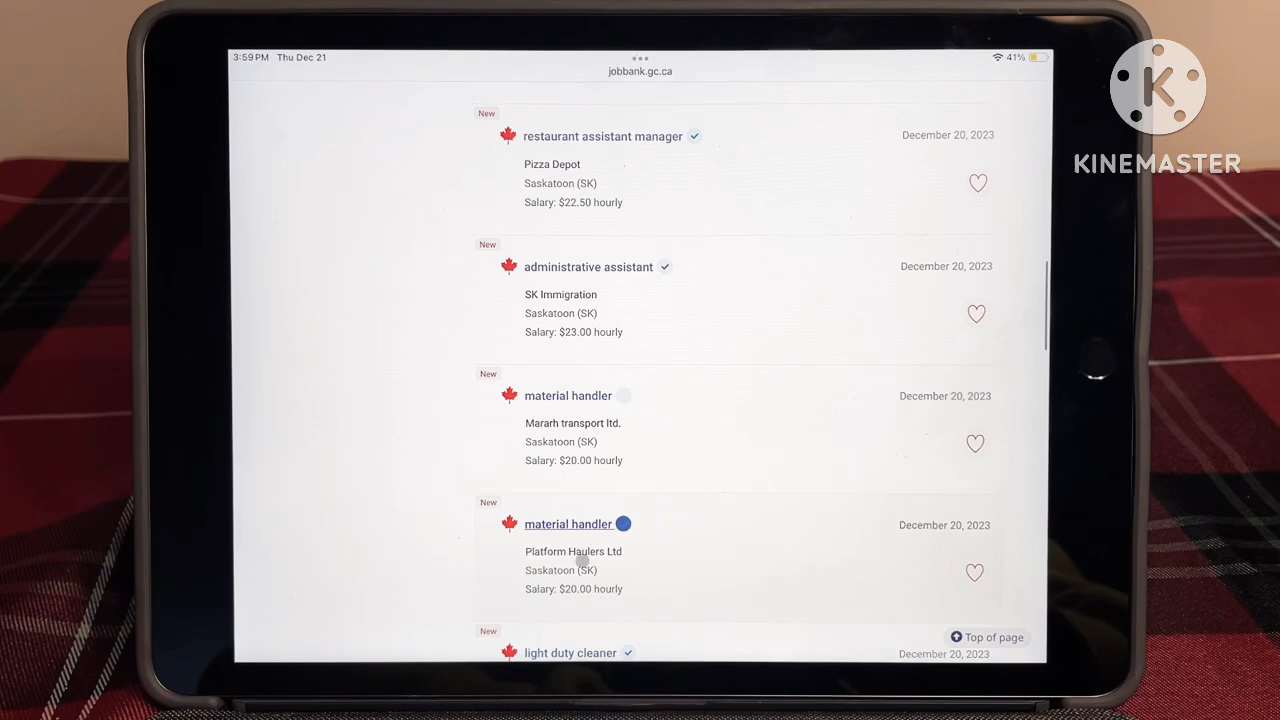 3:59 PM Thu Dec 21
41%
jobbank.gc.ca
K
KINEMASTER
New
restaurant assistant manager
December 20, 2023
Pizza Depot
Saskatoon (SK)
Salary: $22.50 hourly
New
administrative assistant
December 20, 2023
SK Immigration
Saskatoon (SK)
Salary: $23.00 hourly
New
material handler
December 20, 2023
Mararh transport ltd.
Saskatoon (SK)
Salary: $20.00 hourly
New
material handler
December 20, 2023
Platform Haulers Ltd
Saskatoon (SK)
Salary: $20.00 hourly
New
Top of page
light duty cleaner
December 20, 2023